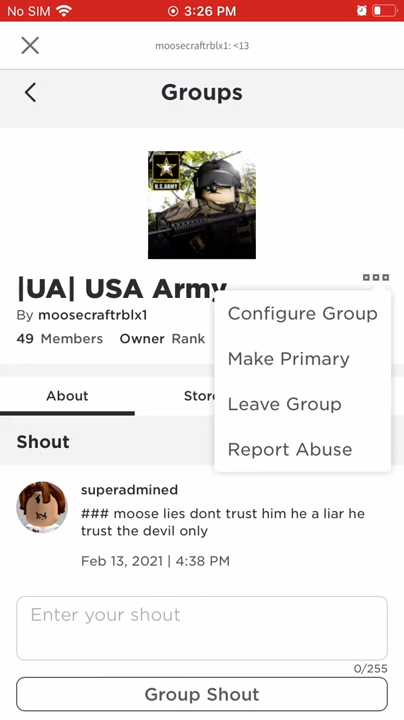 No SIM 3:26 PM
moosecraftrblx1: <13
Groups
U.S.ARMY
|UA| USA Army
By moosecraftrblx1
49 Members Owner Rank
Configure Group
Make Primary
Leave Group
Report Abuse
About Store
Shout
superadmined
### moose lies dont trust him he a liar he
trust the devil only
Feb 13, 2021 | 4:38 PM
Enter your shout
0/255
Group Shout